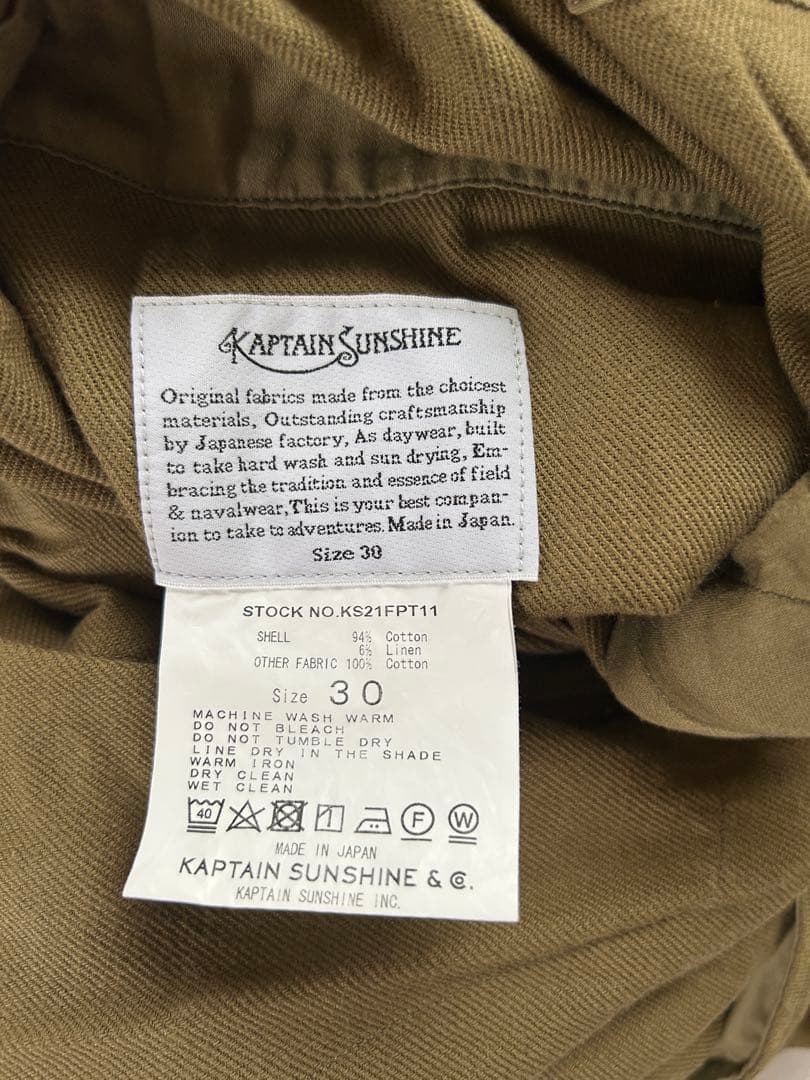 KAPTAIN SUNSHINE
Original fabrics made from the choicest
materials, Outstanding craftsmanship
by Japanese factory, As daywear, built
to take hard wash and sun drying, Em-
bracing the tradition and essence of field
& navalwear, This is your best compan-
ion to take to adventures. Made in Japan.
Size 30
STOCK NO.KS21FPT11
SHELL 94% Cotton
6% Linen
OTHER FABRIC 100% Cotton
Size 30
MACHINE WASH WARM
DO NOT BLEACH
DO NOT TUMBLE DRY
LINE DRY IN THE SHADE
WARM IRON
DRY CLEAN
WET CLEAN
40 F W
MADE IN JAPAN
KAPTAIN SUNSHINE & Co.
KAPTAIN SUNSHINE INC.